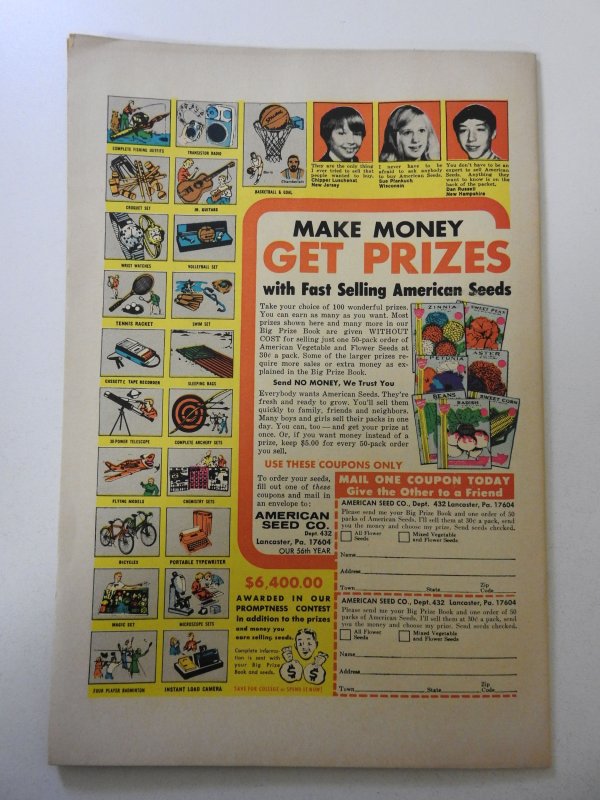 COMPLETE FISHING OUTFITS
TRANSISTOR RADIO
CROQUET SET
JR. GUITARS
WRIST WATCHES
VOLLEYBALL SET
TENNIS RACKET
SWIM SET
CASSETTE TAPE RECORDER
SLEEPING BAGS
30 POWER TELESCOPE
COMPLETE ARCHERY SETS
FLYING MODELS
CHEMISTRY SETS
BICYCLES
PORTABLE TYPEWRITER
MAGIC SET
MICROSCOPE SETS
FOUR PLAYER BADMINTON
INSTANT LOAD CAMERA
SPALDING
Chamberlain
BASKETBALL & GOAL
They are the only thing
I ever tried to sell that
people wanted to buy.
Chipper Luschenat
New Jersey
I never have to be
afraid to ask anybody
to buy American Seeds.
Sue Plankuch
Wisconsin
You don't have to be an
expert to sell American
Seeds. Anything they
want to know is on the
back of the packet.
Dan Russell
New Hampshire
MAKE MONEY
GET PRIZES
with Fast Selling American Seeds
Take your choice of 100 wonderful prizes.
You can earn as many as you want. Most
prizes shown here and many more in our
Big Prize Book are given WITHOUT
COST for selling just one 50-pack order of
American Vegetable and Flower Seeds at
30¢ a pack. Some of the larger prizes re-
quire more sales or extra money as ex-
plained in the Big Prize Book.
Send NO MONEY, We Trust You
Everybody wants American Seeds. They're
fresh and ready to grow. You'll sell them
quickly to family, friends and neighbors.
Many boys and girls sell their packs in one
day. You can, too — and get your prize at
once. Or, if you want money instead of a
prize, keep $5.00 for every 50-pack order
you sell.
ZINNIA
SWEET PEAS
PETUNIA
ASTER
BEANS
RADISH
SWEET CORN
USE THESE COUPONS ONLY
To order your seeds,
fill out one of these
coupons and mail in
an envelope to:
AMERICAN
SEED CO.
Dept. 432
Lancaster, Pa. 17604
OUR 56th YEAR
$6,400.00
AWARDED IN OUR
PROMPTNESS CONTEST
in addition to the prizes
and money you
earn selling seeds.
Complete informa-
tion is sent with
your Big Prize
Book and seeds.
$ $
SAVE FOR COLLEGE or SPEND IT NOW!
MAIL ONE COUPON TODAY
Give the Other to a Friend
AMERICAN SEED CO., Dept. 432 Lancaster, Pa. 17604
Please send me your Big Prize Book and one order of 50
packs of American Seeds. I'll sell them at 30¢ a pack, send
you the money and choose my prize. Send seeds checked.
All Flower Seeds
Mixed Vegetable and Flower Seeds
Name
Address
Town State Zip Code
AMERICAN SEED CO., Dept. 432 Lancaster, Pa. 17604
Please send me your Big Prize Book and one order of 50
packs of American Seeds. I'll sell them at 30¢ a pack, send
you the money and choose my prize. Send seeds checked.
All Flower Seeds
Mixed Vegetable and Flower Seeds
Name
Address
Town State Zip Code